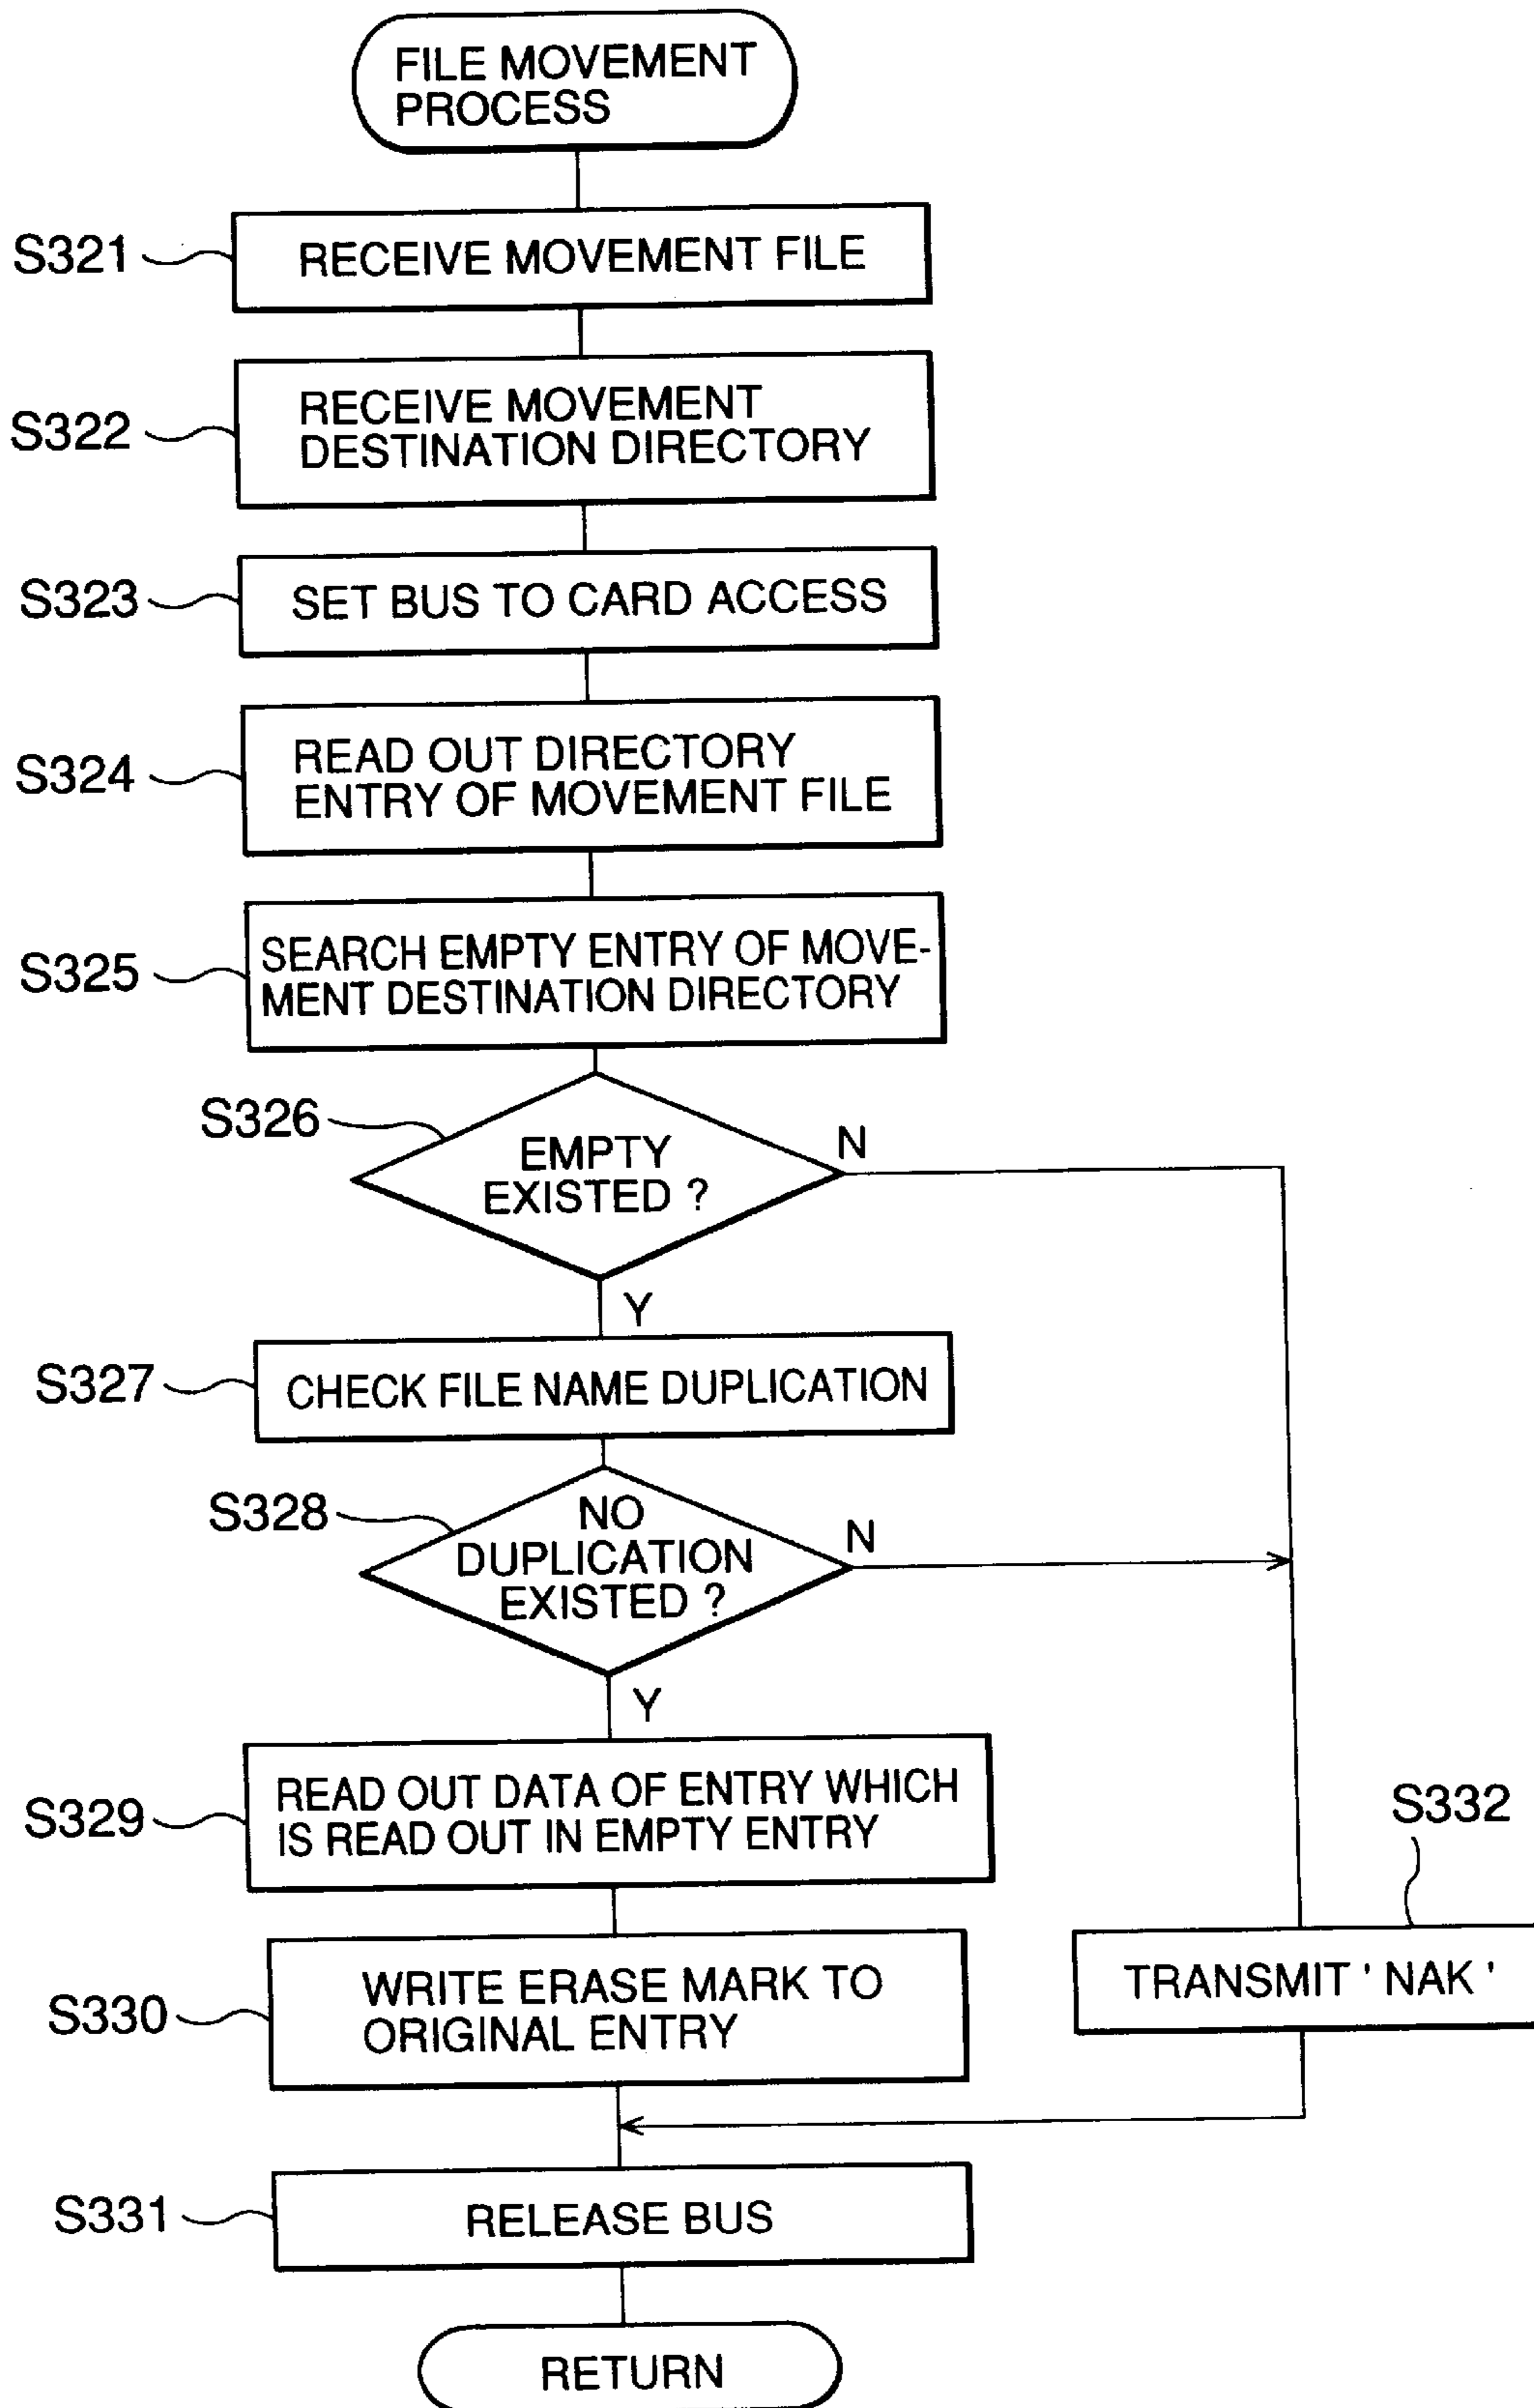 FILE MOVEMENT
PROCESS
S321
RECEIVE MOVEMENT FILE
S322
RECEIVE MOVEMENT
DESTINATION DIRECTORY
S323
SET BUS TO CARD ACCESS
S324
READ OUT DIRECTORY
ENTRY OF MOVEMENT FILE
S325
SEARCH EMPTY ENTRY OF MOVE-
MENT DESTINATION DIRECTORY
S326
EMPTY
EXISTED ?
N
Y
S327
CHECK FILE NAME DUPLICATION
S328
NO
DUPLICATION
EXISTED ?
N
Y
S329
READ OUT DATA OF ENTRY WHICH
IS READ OUT IN EMPTY ENTRY
S332
TRANSMIT ' NAK '
S330
WRITE ERASE MARK TO
ORIGINAL ENTRY
S331
RELEASE BUS
RETURN